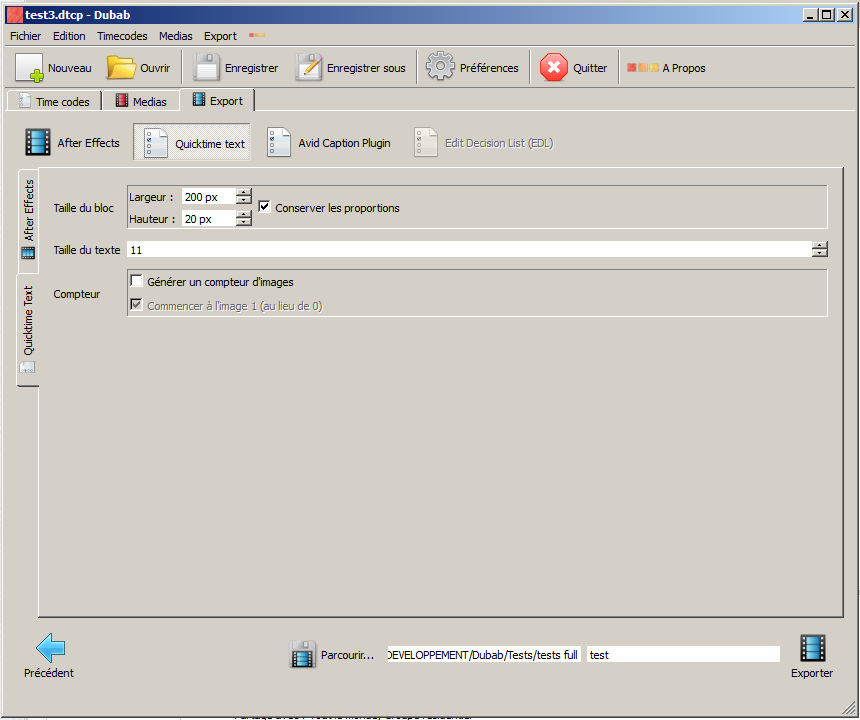 test3.dtcp - Dubab
Fichier Edition Timecodes Medias Export
Nouveau Ouvrir Enregistrer Enregistrer sous Préférences Quitter A Propos
Time codes Medias Export
After Effects Quicktime text Avid Caption Plugin Edit Decision List (EDL)
After Effects
Quicktime Text
Taille du bloc
Largeur : 200 px
Hauteur : 20 px
Conserver les proportions
Taille du texte 11
Compteur
Générer un compteur d'images
Commencer à l'image 1 (au lieu de 0)
Précédent
Parcourir... DEVELOPPEMENT/Dubab/Tests/tests full test
Exporter